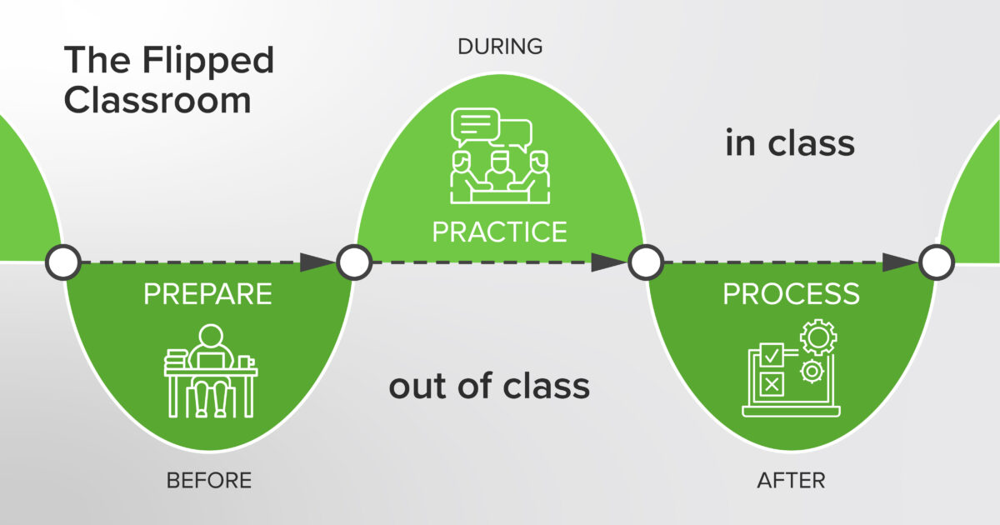 The Flipped
Classroom
DURING
in class
PRACTICE
PREPARE
PROCESS
out of class
BEFORE
AFTER